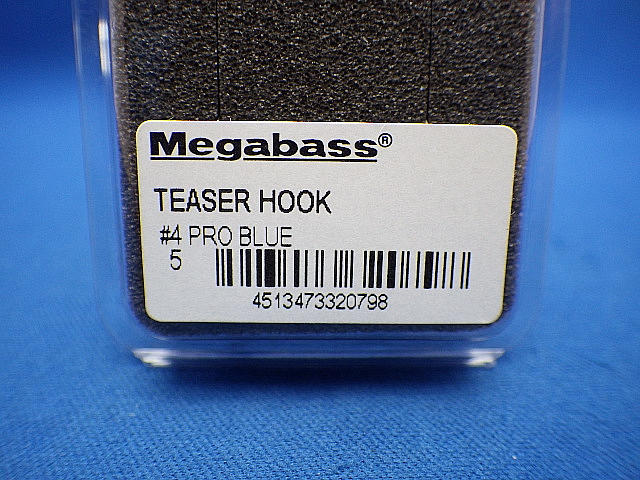 Megabass®
TEASER HOOK
#4 PRO BLUE
5
4513473320798